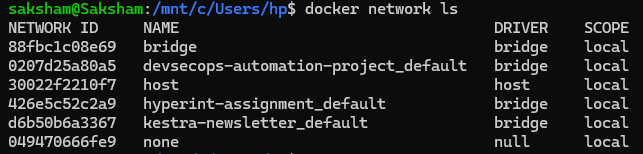 saksham@Saksham:/mnt/c/Users/hp$ docker network ls
NETWORK ID     NAME                                 DRIVER    SCOPE
88fbc1c08e69   bridge                               bridge    local
0207d25a80a5   devsecops-automation-project_default   bridge    local
30022f2210f7   host                                 host      local
426e5c52c2a9   hyperint-assignment_default          bridge    local
d6b50b6a3367   kestra-newsletter_default            bridge    local
049470666fe9   none                                 null      local